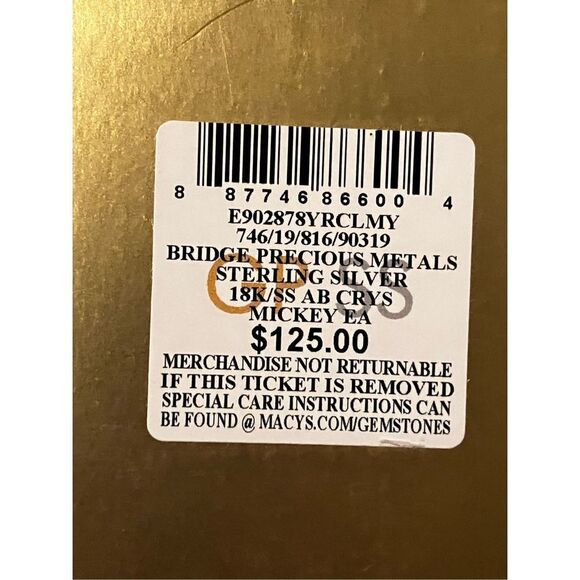 8 87746 86600 4
E902878YRCLMY
746/19/816/90319
BRIDGE PRECIOUS METALS
STERLING SILVER
GP SS
18K/SS AB CRYS
MICKEY EA
$125.00
MERCHANDISE NOT RETURNABLE
IF THIS TICKET IS REMOVED
SPECIAL CARE INSTRUCTIONS CAN
BE FOUND @ MACYS.COM/GEMSTONES